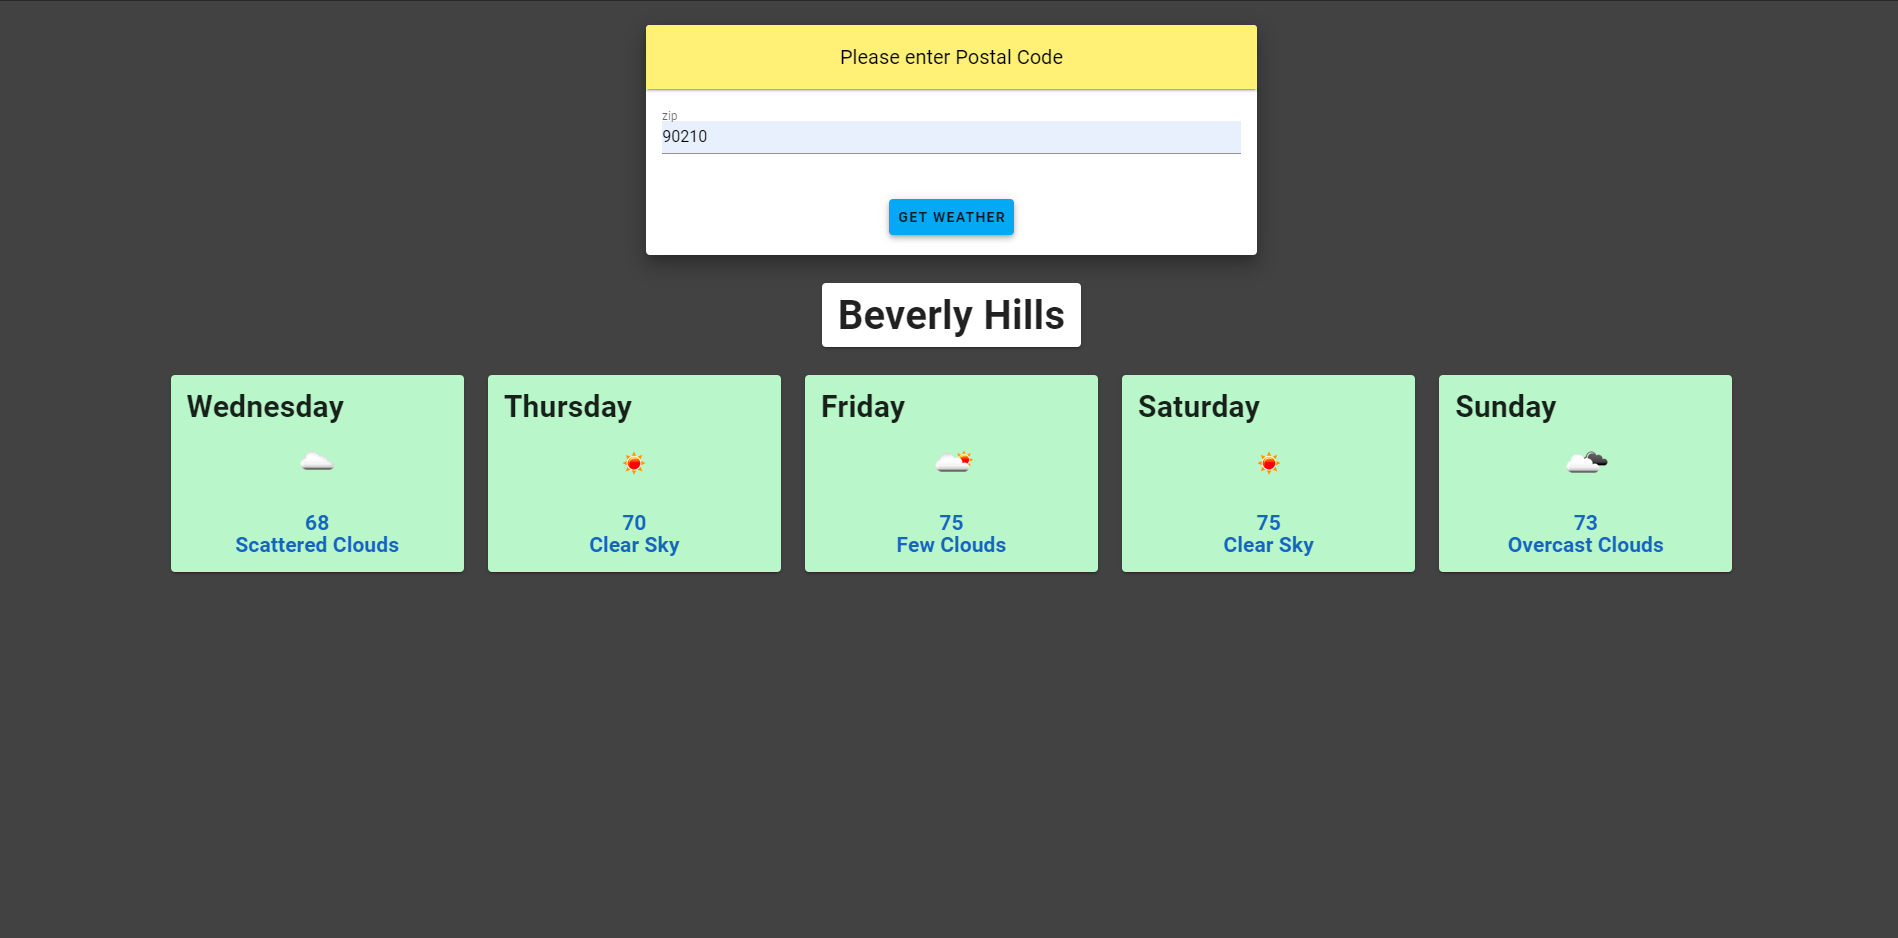 Please enter Postal Code
zip
90210
GET WEATHER
Beverly Hills
Wednesday
68
Scattered Clouds
Thursday
70
Clear Sky
Friday
75
Few Clouds
Saturday
75
Clear Sky
Sunday
73
Overcast Clouds